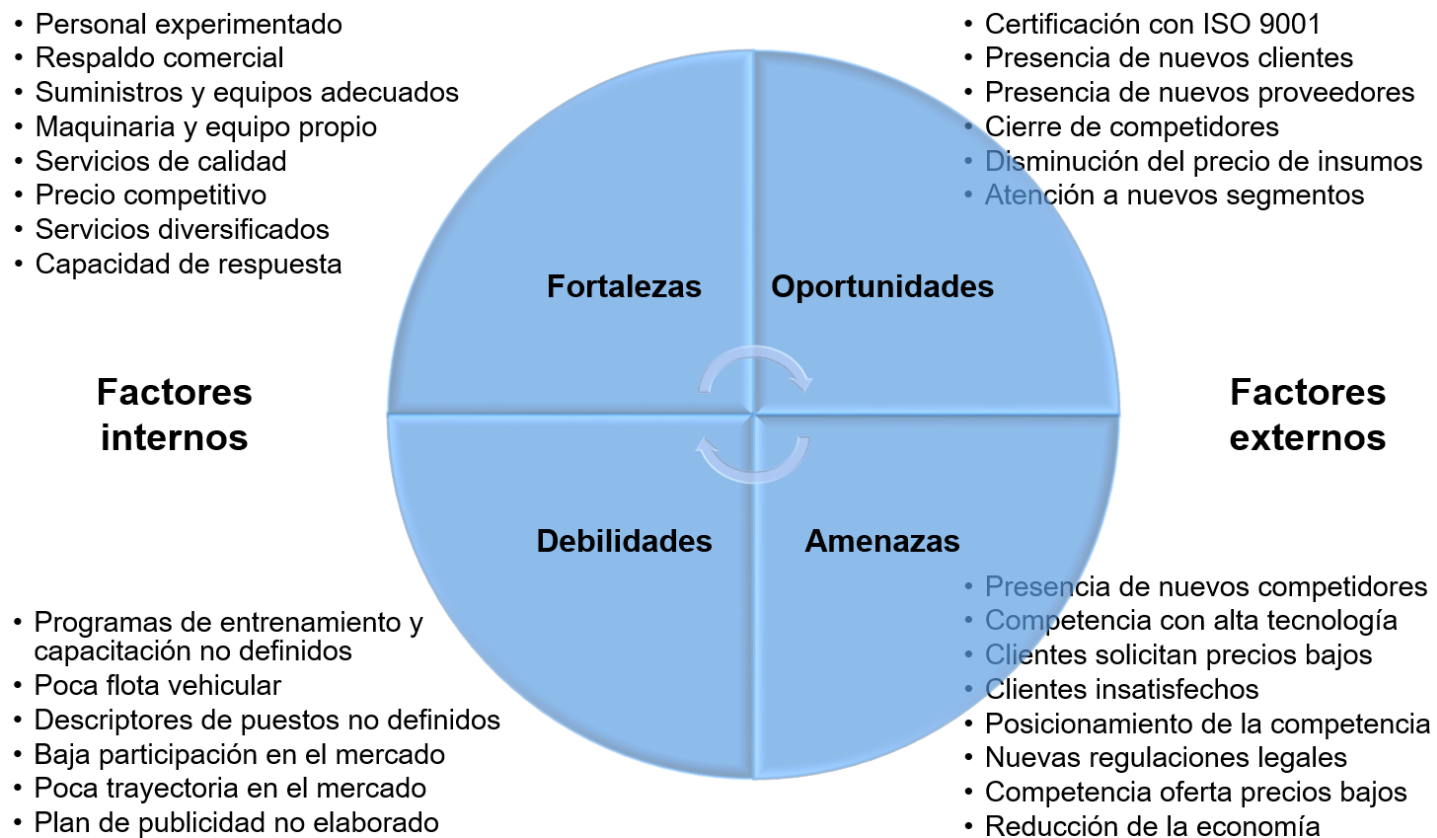 • Personal experimentado
• Respaldo comercial
• Suministros y equipos adecuados
• Maquinaria y equipo propio
• Servicios de calidad
• Precio competitivo
• Servicios diversificados
• Capacidad de respuesta
• Certificación con ISO 9001
• Presencia de nuevos clientes
• Presencia de nuevos proveedores
• Cierre de competidores
• Disminución del precio de insumos
• Atención a nuevos segmentos
Fortalezas
Oportunidades
Factores
internos
Factores
externos
Debilidades
Amenazas
• Programas de entrenamiento y
capacitación no definidos
• Poca flota vehicular
• Descriptores de puestos no definidos
• Baja participación en el mercado
• Poca trayectoria en el mercado
• Plan de publicidad no elaborado
• Presencia de nuevos competidores
• Competencia con alta tecnología
• Clientes solicitan precios bajos
• Clientes insatisfechos
• Posicionamiento de la competencia
• Nuevas regulaciones legales
• Competencia oferta precios bajos
• Reducción de la economía